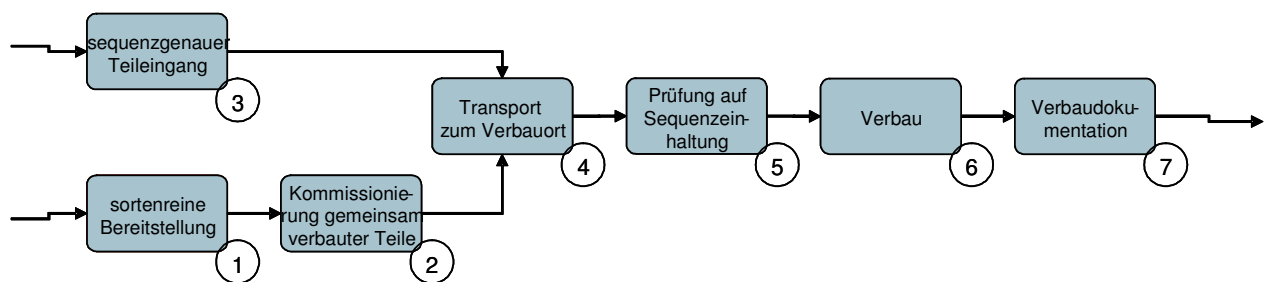 sequenzgenauer
Teileingang
3
Transport
zum Verbauort
4
Prüfung auf
Sequenzein-
haltung
5
Verbau
6
Verbaudoku-
mentation
7
sortenreine
Bereitstellung
1
Kommissionie-
rung gemeinsam
verbauter Teile
2